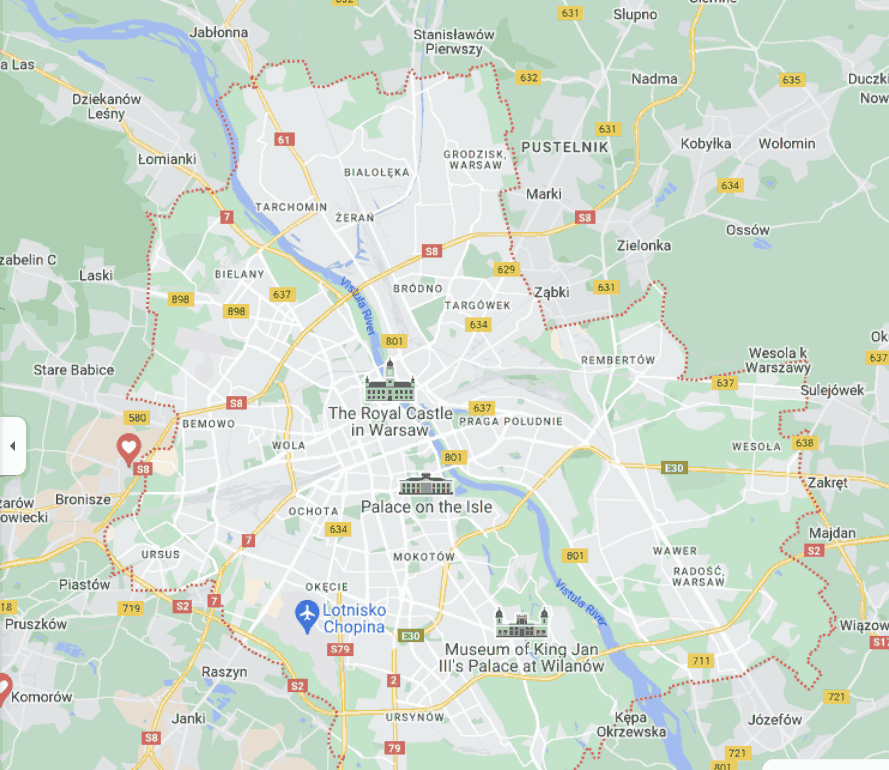 632
631
Słupno
Jabłonna
Stanisławów
Pierwszy
a Las
632
Nadma
635
Duczki
Dziekanów
Leśny
Now
61
631
Kobyłka
Wołomin
PUSTELNIK
Łomianki
GRODZISK,
WARSAW
BIAŁOŁĘKA
634
Marki
TARCHOMIN
7
ŻERAŃ
S8
Ossów
Zielonka
S8
zabelin C
Laski
BIELANY
629
637
BRÓDNO
Ząbki
631
898
898
Vistula River
TARGÓWEK
634
801
Wesoła k
Warszawy
637
REMBERTÓW
Stare Babice
637
Sulejówek
S8
The Royal Castle
in Warsaw
637
580
BEMOWO
PRAGA POŁUDNIE
WOLA
638
WESOŁA
801
S8
E30
Zakręt
Bronisze
Palace on the Isle
żarów
owiecki
OCHOTA
634
Majdan
7
S2
URSUS
MOKOTÓW
801
WAWER
Piastów
OKĘCIE
RADOŚĆ,
WARSAW
Vistula River
18
719
S2
7
Lotnisko
Chopina
Pruszków
E30
Wiązow
S17
S79
Museum of King Jan
III's Palace at Wilanów
711
Raszyn
S2
2
Komorów
721
Janki
URSYNÓW
Kępa
Okrzewska
Józefów
S8
79
721
801